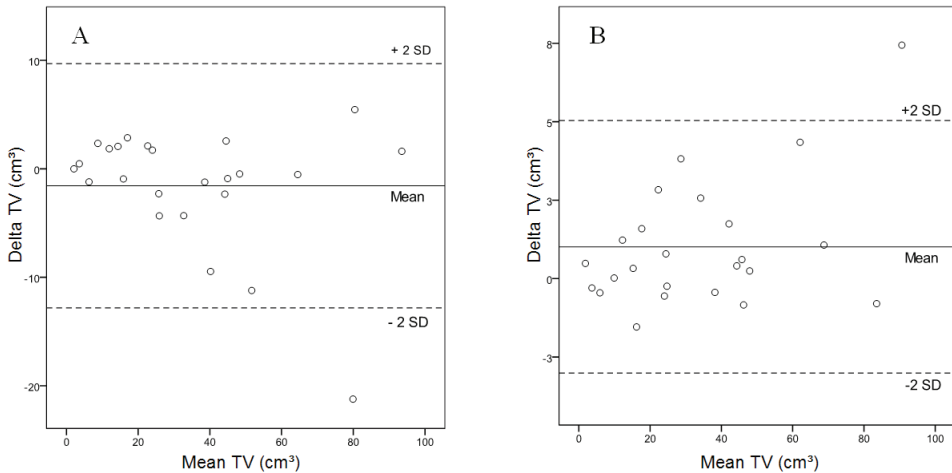 A
Delta TV (cm³)
10
0
-10
-20
+ 2 SD
Mean
- 2 SD
0
20
40
60
80
100
Mean TV (cm³)
B
Delta TV (cm³)
8
5
3
0
-3
+2 SD
Mean
-2 SD
0
20
40
60
80
100
Mean TV (cm³)